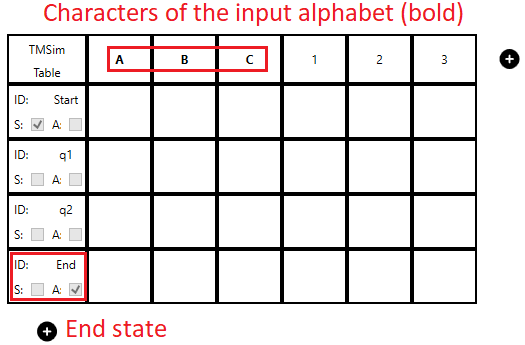 Characters of the input alphabet (bold)
TMSim
Table
A B C 1 2 3
ID: Start
S: A:
ID: q1
S: A:
ID: q2
S: A:
ID: End
S: A:
End state